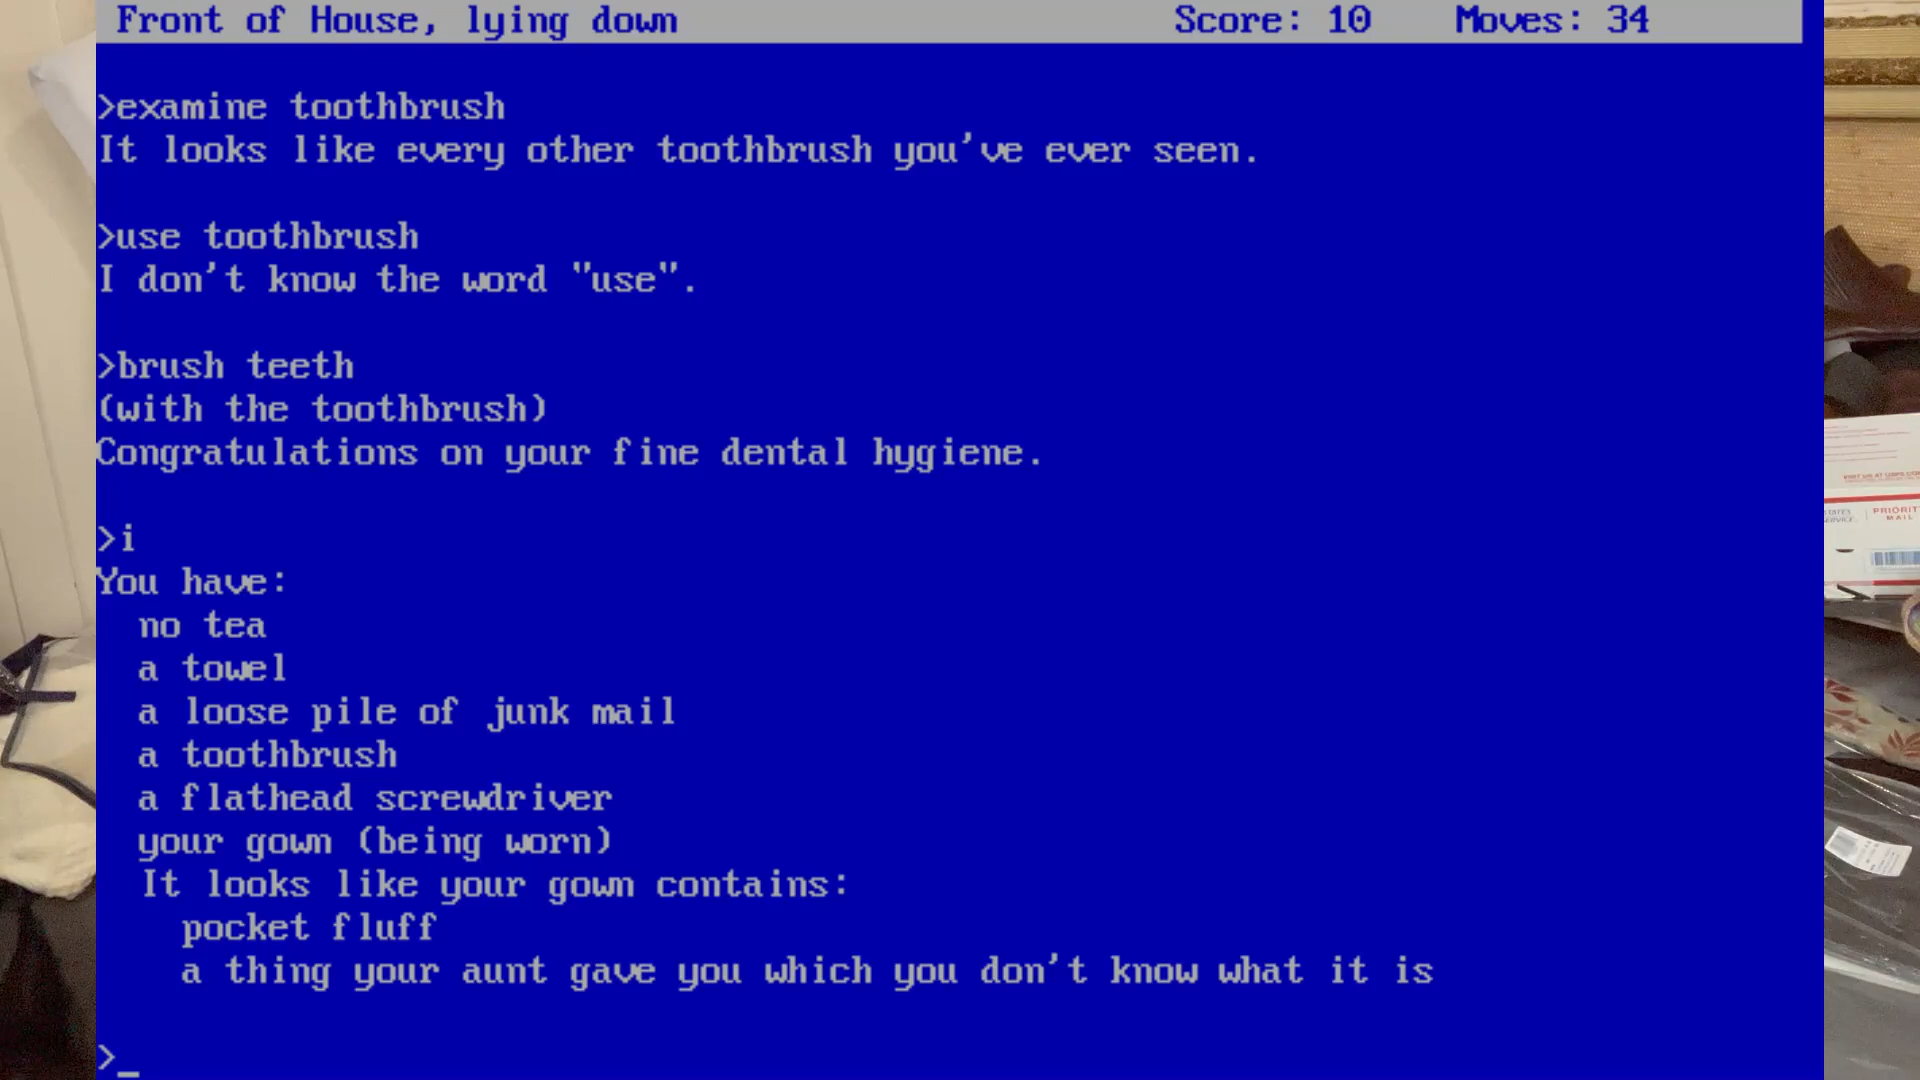 Front of House, lying down Score: 10 Moves: 34
>examine toothbrush
It looks like every other toothbrush you've ever seen.
>use toothbrush
I don't know the word "use".
>brush teeth
(with the toothbrush)
Congratulations on your fine dental hygiene.
>i
You have:
no tea
a towel
a loose pile of junk mail
a toothbrush
a flathead screwdriver
your gown (being worn)
It looks like your gown contains:
pocket fluff
a thing your aunt gave you which you don't know what it is
>_
PRIORIT
MAIL